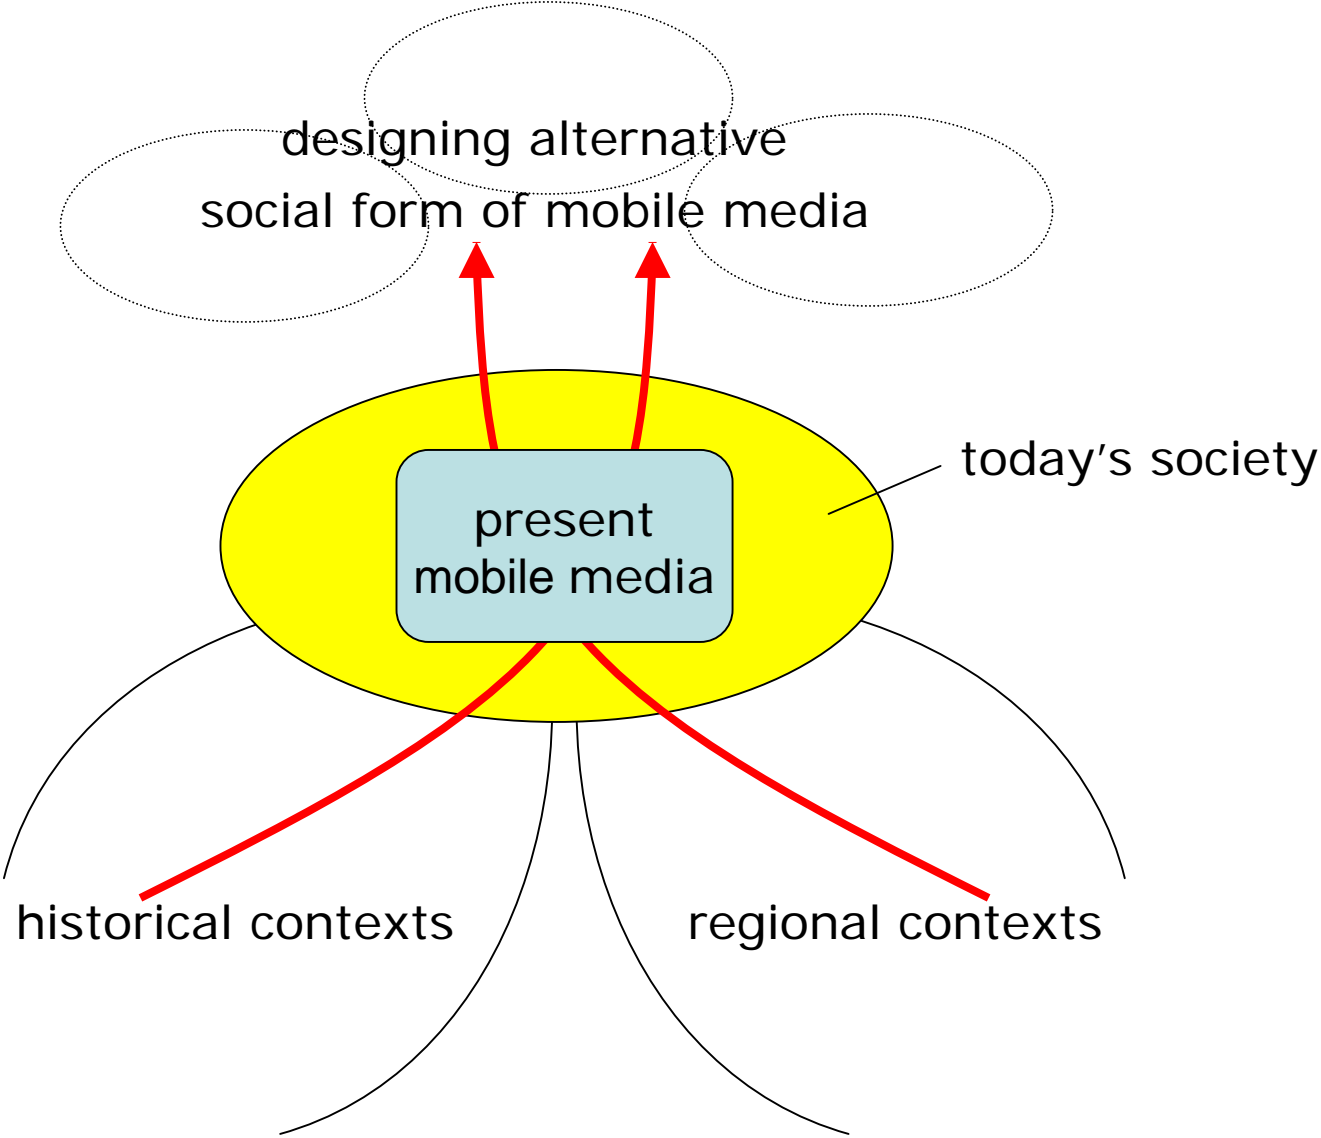 designing alternative
social form of mobile media
today's society
present
mobile media
historical contexts
regional contexts